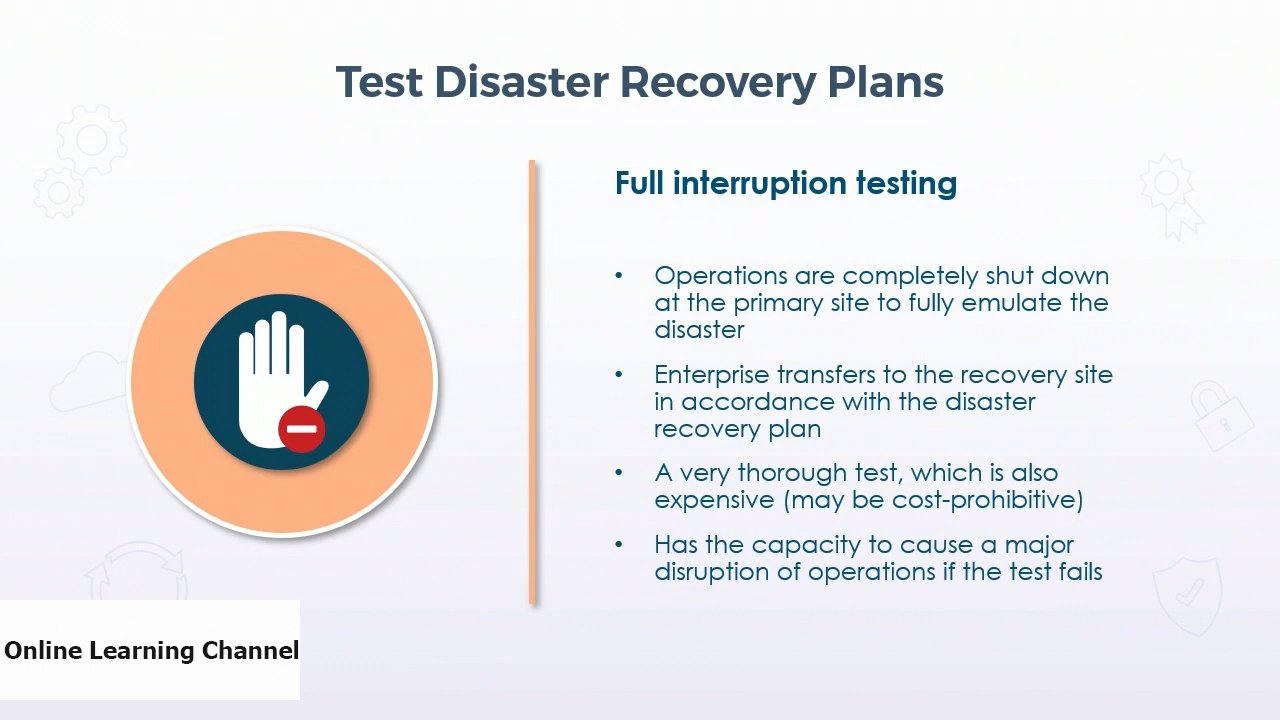 Test Disaster Recovery Plans
Full interruption testing
• Operations are completely shut down
at the primary site to fully emulate the
disaster
• Enterprise transfers to the recovery site
in accordance with the disaster
recovery plan
• A very thorough test, which is also
expensive (may be cost-prohibitive)
• Has the capacity to cause a major
disruption of operations if the test fails
Online Learning Channel